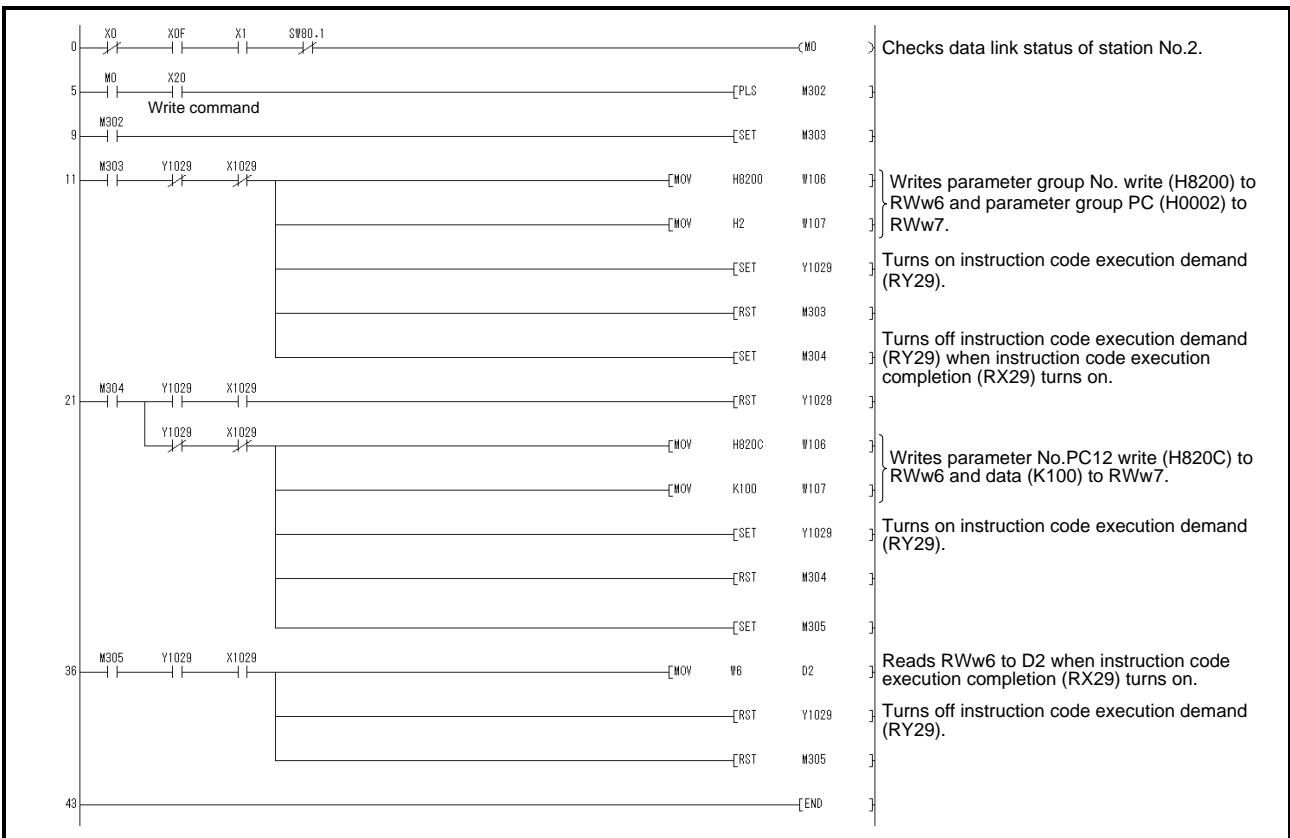 X0 X0F X1 SW80.1
0 (M0 ) Checks data link status of station No.2.
M0 X20
5 [PLS M302 ]
Write command
M302
9 [SET M303 ]
M303 Y1029 X1029
11 [MOV H8200 W106 ]
Writes parameter group No. write (H8200) to
RWw6 and parameter group PC (H0002) to
[MOV H2 W107 ]
RWw7.
Turns on instruction code execution demand
[SET Y1029 ]
(RY29).
[RST M303 ]
Turns off instruction code execution demand
[SET M304 ]
(RY29) when instruction code execution
completion (RX29) turns on.
M304 Y1029 X1029
21 [RST Y1029 ]
Y1029 X1029
[MOV H820C W106 ]
Writes parameter No.PC12 write (H820C) to
RWw6 and data (K100) to RWw7.
[MOV K100 W107 ]
Turns on instruction code execution demand
[SET Y1029 ]
(RY29).
[RST M304 ]
[SET M305 ]
M305 Y1029 X1029
36 [MOV W6 D2 ]
Reads RWw6 to D2 when instruction code
execution completion (RX29) turns on.
[RST Y1029 ]
Turns off instruction code execution demand
(RY29).
[RST M305 ]
43 [END ]